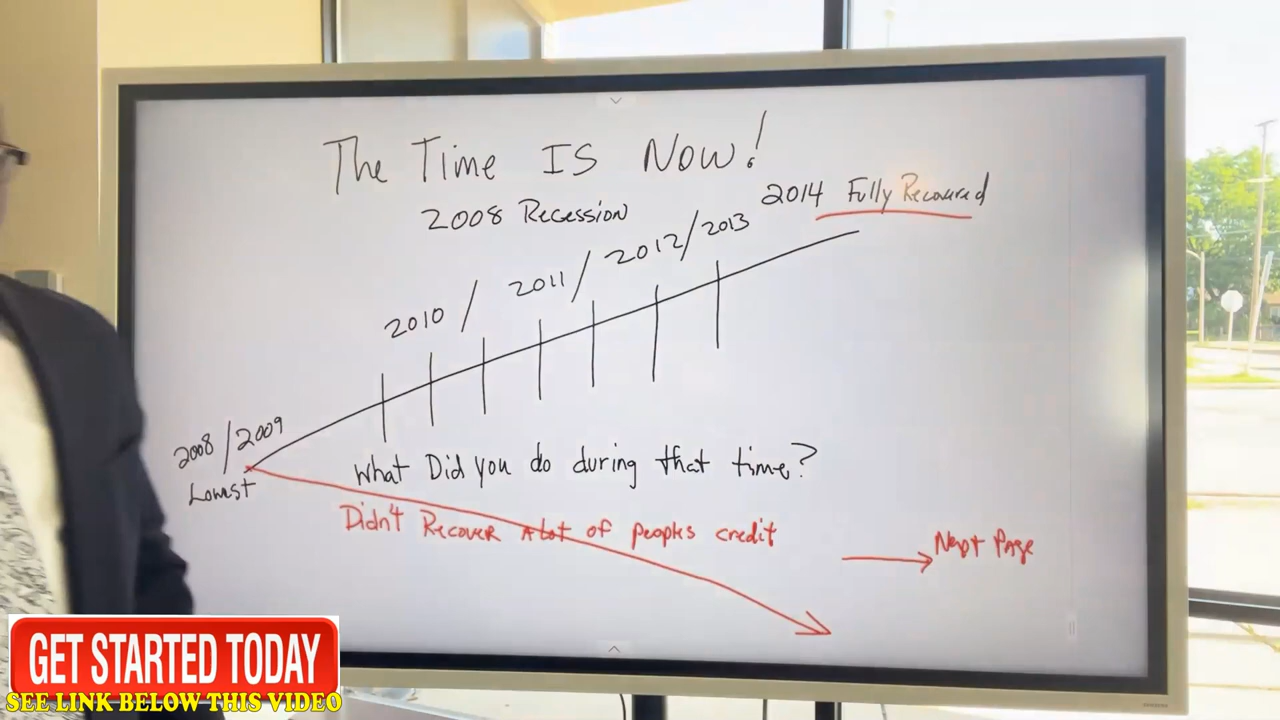 The Time IS Now!
2008 Recession
2014 Fully Recovered
2010 / 2011 / 2012/2013
2008/2009
Lowest
What Did you do during that time?
Didn't Recover A lot of peoples credit
Next Page
GET STARTED TODAY
SEE LINK BELOW THIS VIDEO